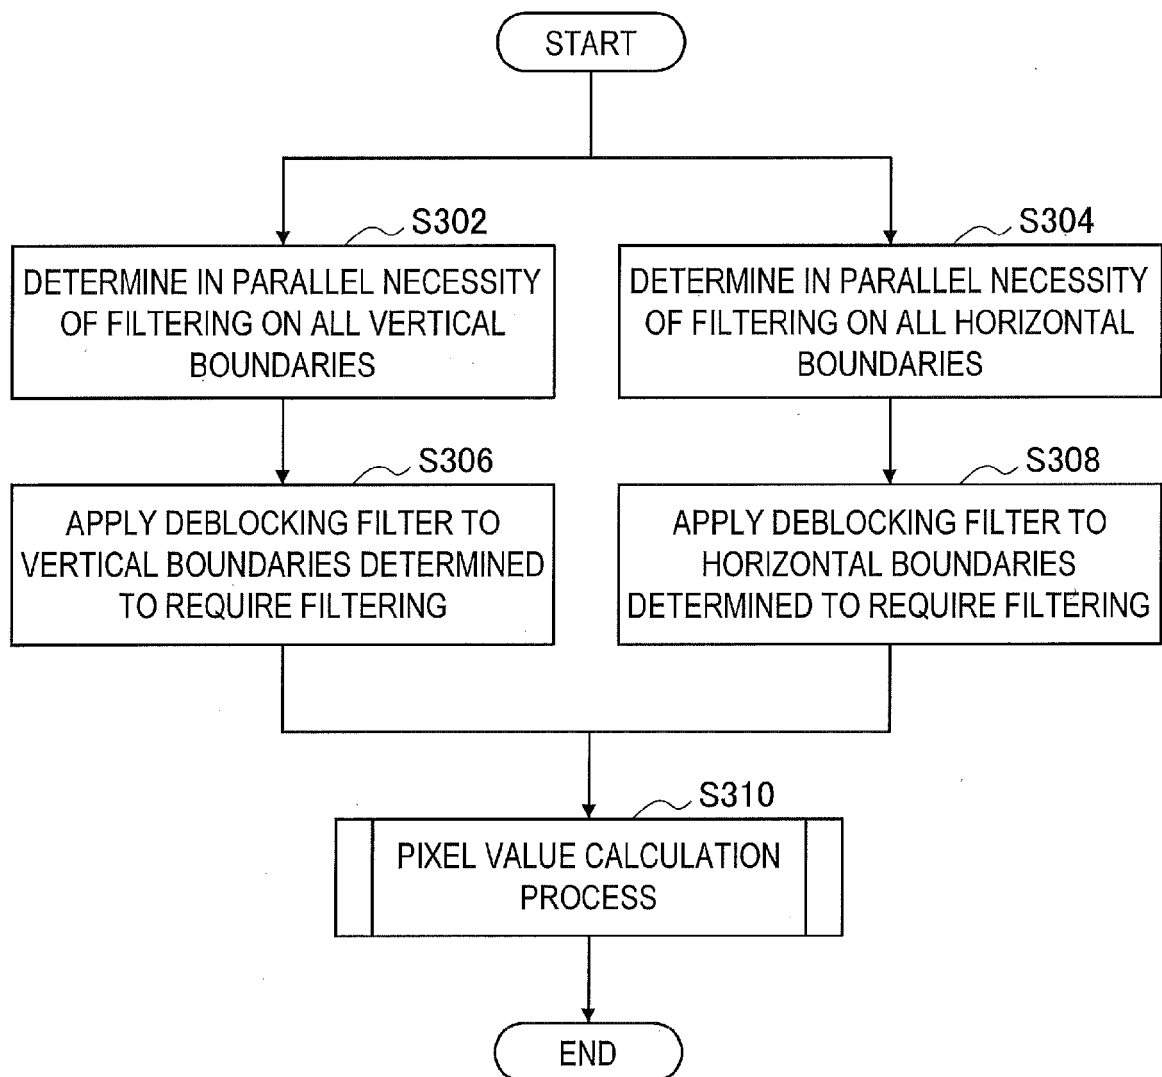 START
S302
DETERMINE IN PARALLEL NECESSITY
OF FILTERING ON ALL VERTICAL
BOUNDARIES
S304
DETERMINE IN PARALLEL NECESSITY
OF FILTERING ON ALL HORIZONTAL
BOUNDARIES
S306
APPLY DEBLOCKING FILTER TO
VERTICAL BOUNDARIES DETERMINED
TO REQUIRE FILTERING
S308
APPLY DEBLOCKING FILTER TO
HORIZONTAL BOUNDARIES
DETERMINED TO REQUIRE FILTERING
S310
PIXEL VALUE CALCULATION
PROCESS
END